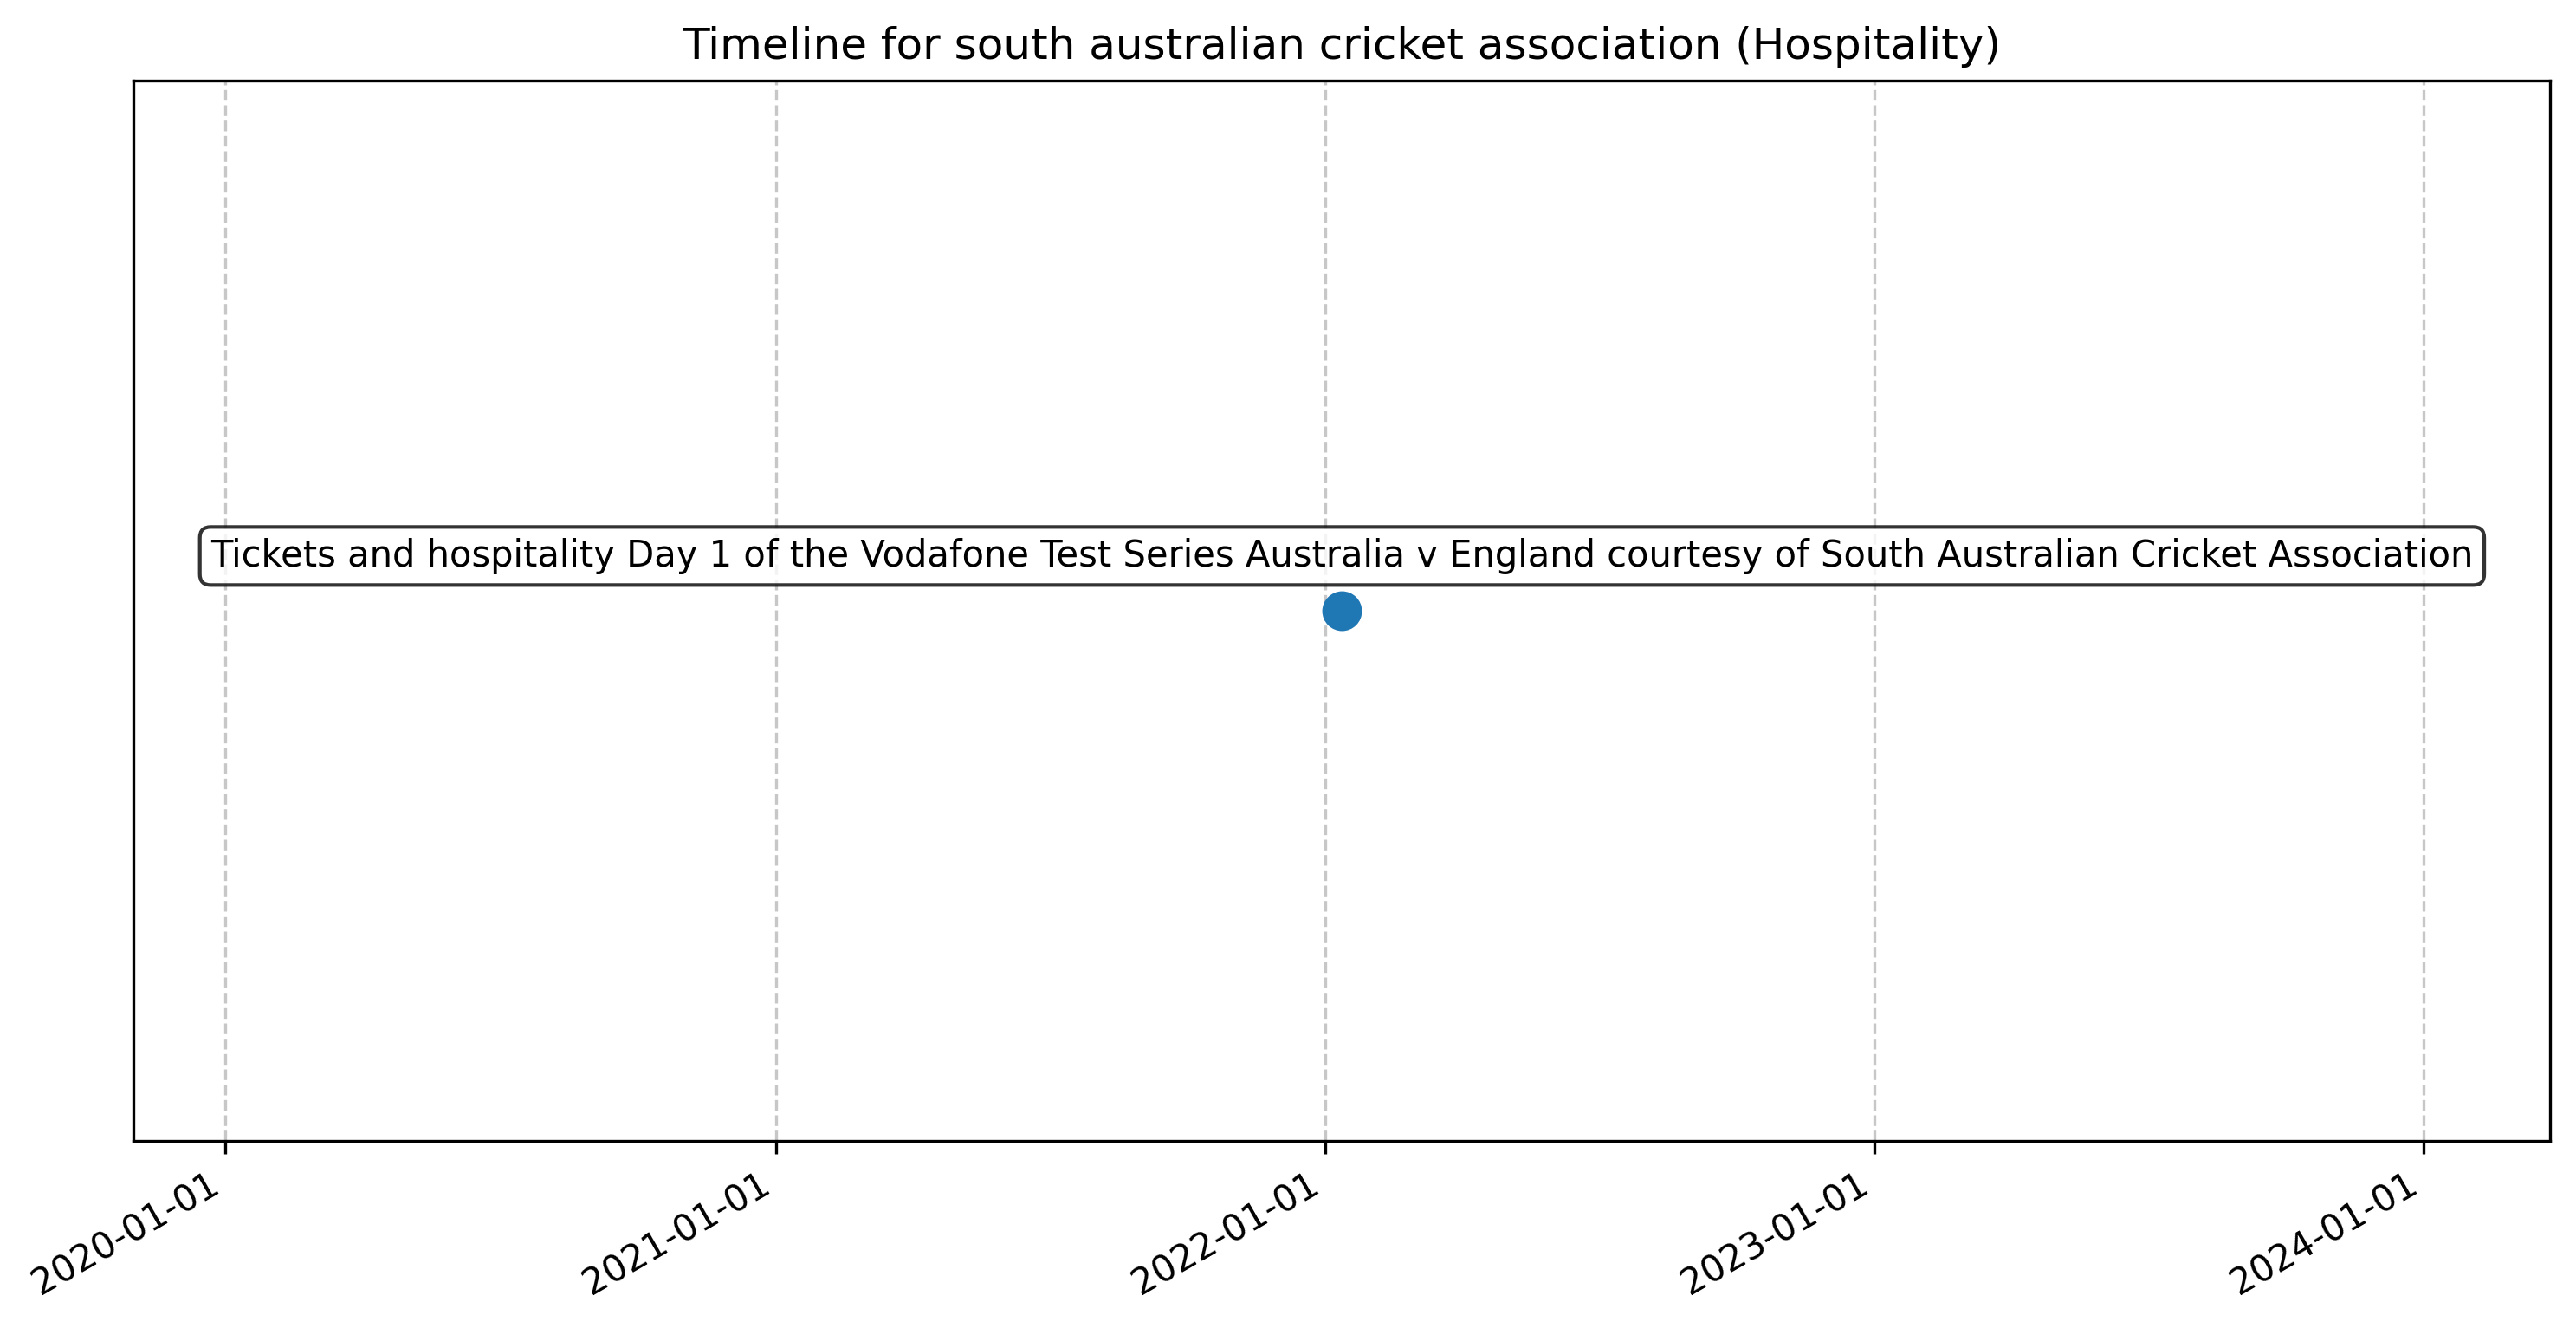 Timeline for south australian cricket association (Hospitality)
Tickets and hospitality Day 1 of the Vodafone Test Series Australia v England courtesy of South Australian Cricket Association
2020-01-01
2021-01-01
2022-01-01
2023-01-01
2024-01-01